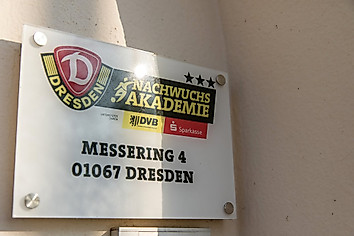 D
DRESDEN
NACHWUCHS
AKADEMIE
DVB
Sparkasse
MESSERING 4
01067 DRESDEN